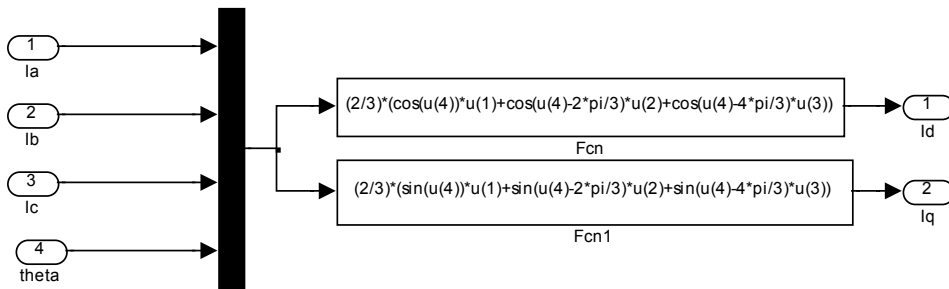 1
Ia
2
Ib
3
Ic
4
theta
(2/3)*(cos(u(4))*u(1)+cos(u(4)-2*pi/3)*u(2)+cos(u(4)-4*pi/3)*u(3))
Fcn
(2/3)*(sin(u(4))*u(1)+sin(u(4)-2*pi/3)*u(2)+sin(u(4)-4*pi/3)*u(3))
Fcn1
1
Id
2
Iq